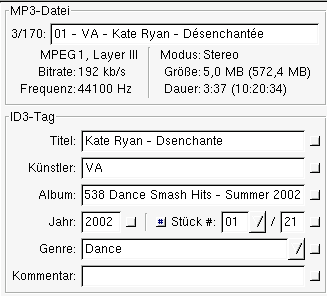 MP3-Datei
3/170: 01 - VA - Kate Ryan - Désenchantée
MPEG 1, Layer III Modus: Stereo
Bitrate: 192 kb/s Größe: 5,0 MB (572,4 MB)
Frequenz: 44100 Hz Dauer: 3:37 (10:20:34)
ID3-Tag
Titel: Kate Ryan - Dsenchante
Künstler: VA
Album: 538 Dance Smash Hits - Summer 2002
Jahr: 2002 # Stück #: 01 / / 21
Genre: Dance /
Kommentar: